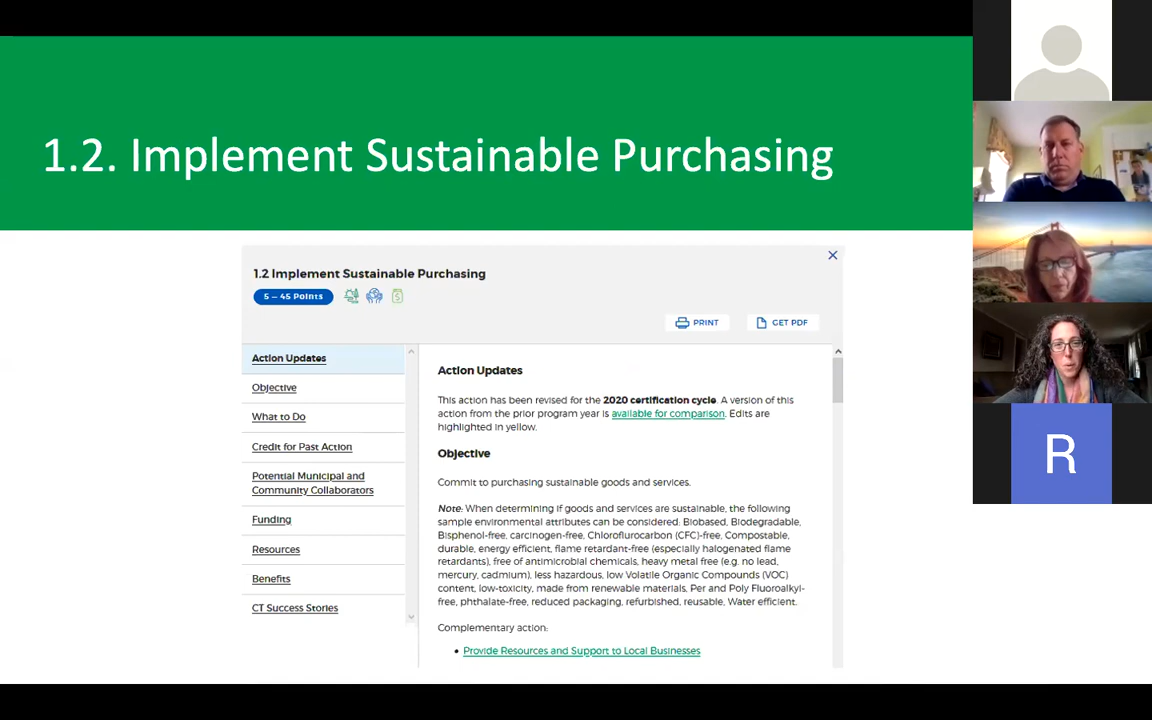 1.2. Implement Sustainable Purchasing
1.2 Implement Sustainable Purchasing
5 – 45 Points
PRINT
GET PDF
Action Updates
Objective
What to Do
Credit for Past Action
Potential Municipal and
Community Collaborators
Funding
Resources
Benefits
CT Success Stories
Action Updates
This action has been revised for the 2020 certification cycle. A version of this
action from the prior program year is available for comparison. Edits are
highlighted in yellow.
Objective
Commit to purchasing sustainable goods and services.
Note: When determining if goods and services are sustainable, the following
sample environmental attributes can be considered: Biobased, Biodegradable,
Bisphenol-free, carcinogen-free, Chloroflurocarbon (CFC)-free, Compostable,
durable, energy efficient, flame retardant-free (especially halogenated flame
retardants), free of antimicrobial chemicals, heavy metal free (e.g. no lead,
mercury, cadmium), less hazardous, low Volatile Organic Compounds (VOC)
content, low-toxicity, made from renewable materials, Per and Poly Fluoroalkyl-
free, phthalate-free, reduced packaging, refurbished, reusable, Water efficient.
Complementary action:
• Provide Resources and Support to Local Businesses
R